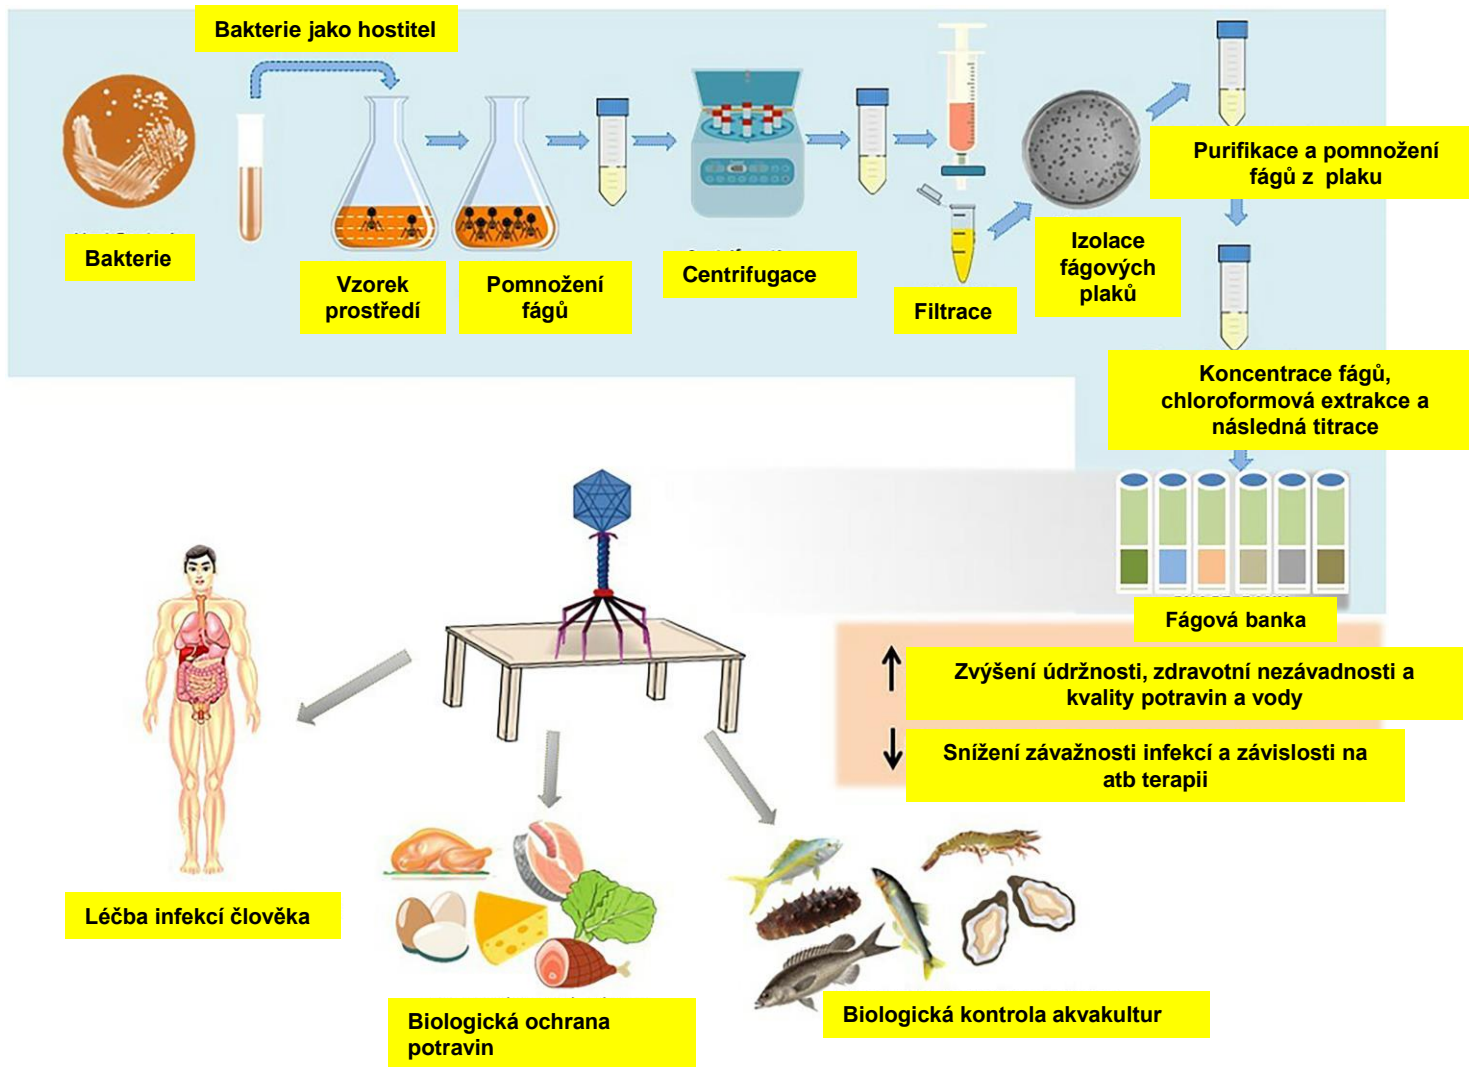 Bakterie jako hostitel
Bakterie
Vzorek
prostředí
Pomnožení
fágů
Centrifugace
Filtrace
Izolace
fágových
plaků
Purifikace a pomnožení
fágů z plaku
Koncentrace fágů,
chloroformová extrakce a
následná titrace
Fágová banka
Zvýšení údržnosti, zdravotní nezávadnosti a
kvality potravin a vody
Snížení závažnosti infekcí a závislosti na
atb terapii
Léčba infekcí člověka
Biologická ochrana
potravin
Biologická kontrola akvakultur